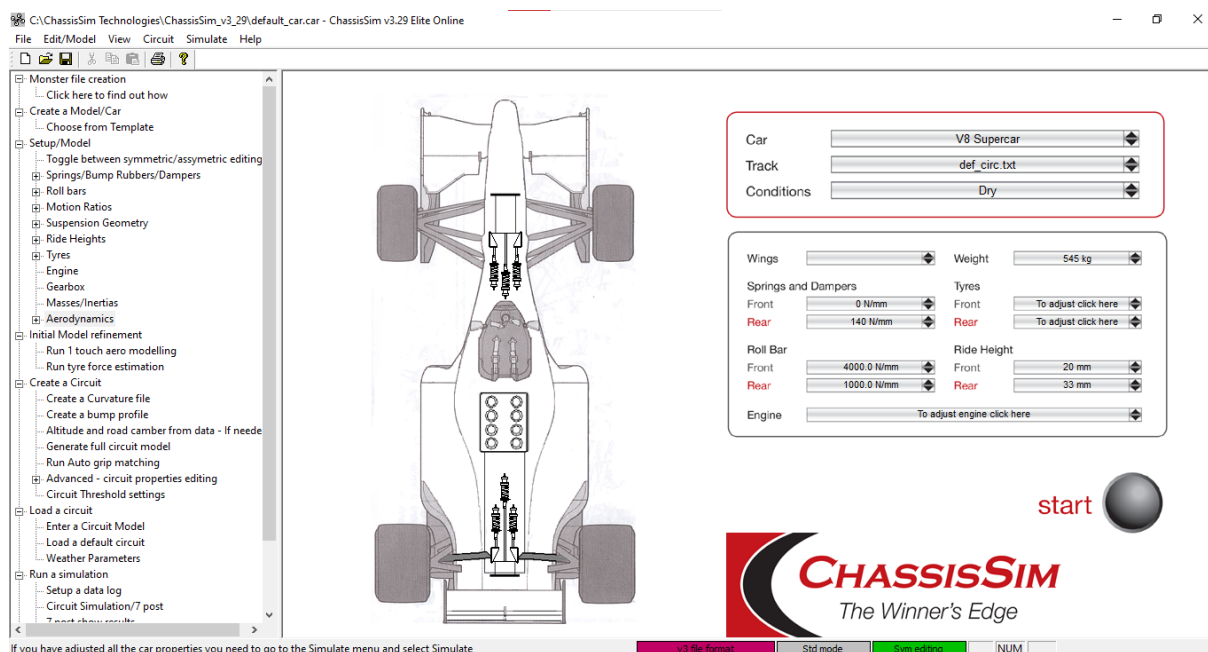 C:\ChassisSim Technologies\ChassisSim_v3_29\default_car.car - ChassisSim v3.29 Elite Online
File Edit/Model View Circuit Simulate Help
Monster file creation
Click here to find out how
Create a Model/Car
Choose from Template
Setup/Model
Toggle between symmetric/assymetric editing
Springs/Bump Rubbers/Dampers
Roll bars
Motion Ratios
Suspension Geometry
Ride Heights
Tyres
Engine
Gearbox
Masses/Inertias
Aerodynamics
Initial Model refinement
Run 1 touch aero modelling
Run tyre force estimation
Create a Circuit
Create a Curvature file
Create a bump profile
Altitude and road camber from data - If neede
Generate full circuit model
Run Auto grip matching
Advanced - circuit properties editing
Circuit Threshold settings
Load a circuit
Enter a Circuit Model
Load a default circuit
Weather Parameters
Run a simulation
Setup a data log
Circuit Simulation/7 post
7 post show results
Car V8 Supercar
Track def_circ.txt
Conditions Dry
Wings Weight 545 kg
Springs and Dampers Tyres
Front 0 N/mm Front To adjust click here
Rear 140 N/mm Rear To adjust click here
Roll Bar Ride Height
Front 4000.0 N/mm Front 20 mm
Rear 1000.0 N/mm Rear 33 mm
Engine To adjust engine click here
start
CHASSISSIM
The Winner's Edge
If you have adjusted all the car properties you need to go to the Simulate menu and select Simulate
v3 file format Std mode Sym editing NUM